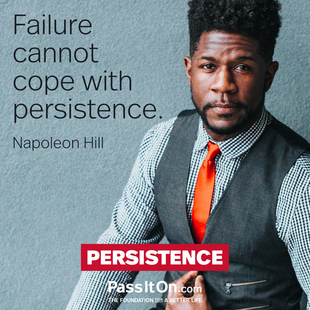 Failure
cannot
cope with
persistence.
Napoleon Hill
PERSISTENCE
PassItOn.com
THE FOUNDATION FOR A BETTER LIFE